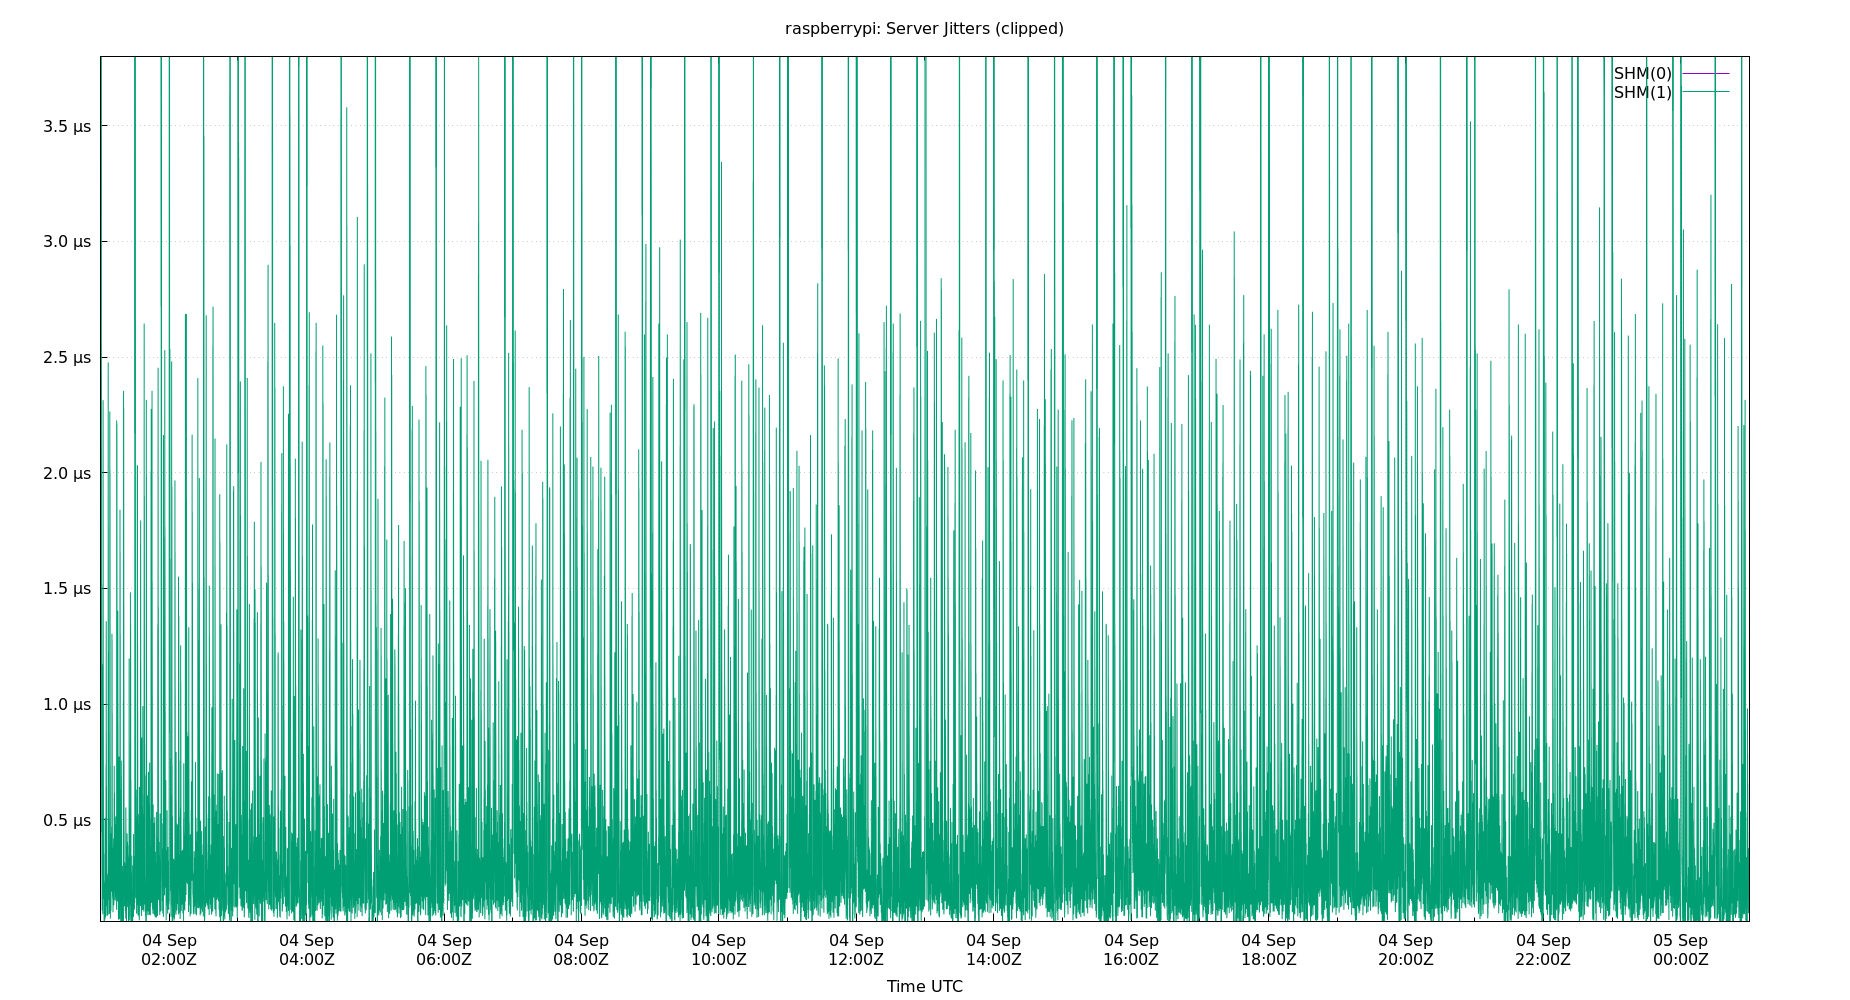 raspberrypi: Server Jitters (clipped)
SHM(0)
SHM(1)
3.5 µs
3.0 µs
2.5 µs
2.0 µs
1.5 µs
1.0 µs
0.5 µs
04 Sep 04 Sep 04 Sep 04 Sep 04 Sep 04 Sep 04 Sep 04 Sep 04 Sep 04 Sep 04 Sep 05 Sep
02:00Z 04:00Z 06:00Z 08:00Z 10:00Z 12:00Z 14:00Z 16:00Z 18:00Z 20:00Z 22:00Z 00:00Z
Time UTC